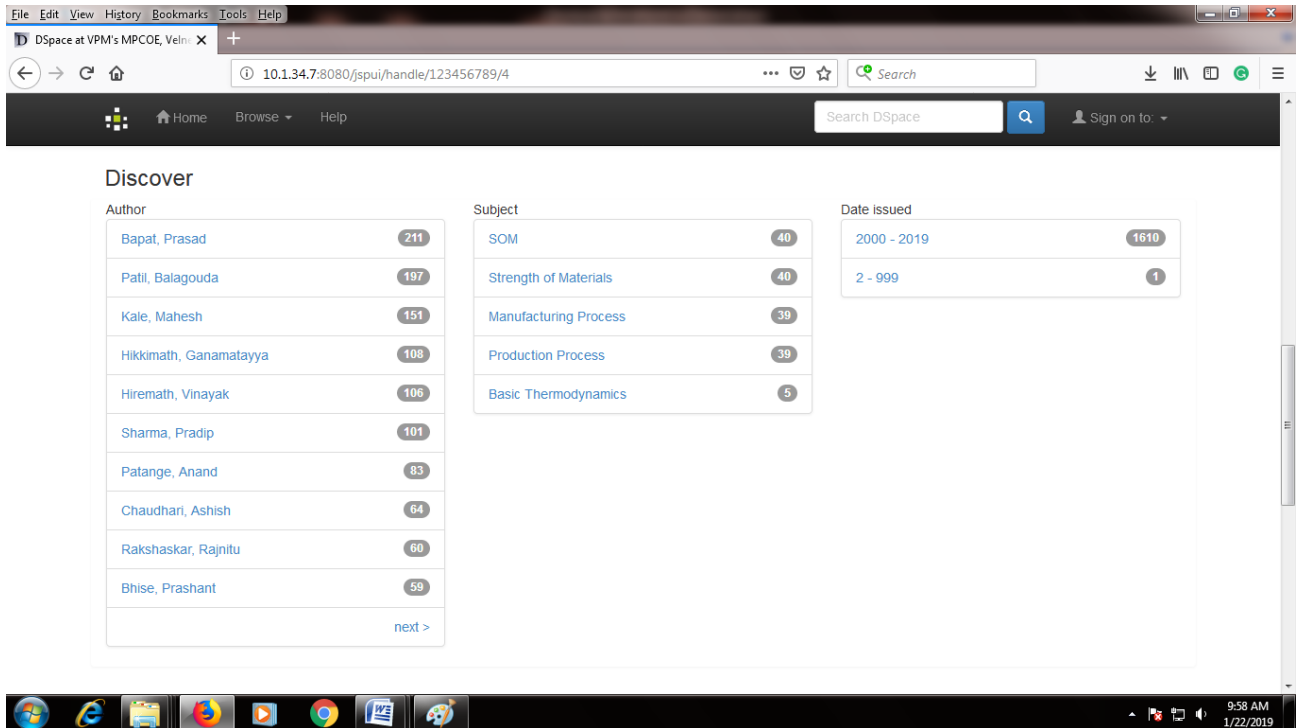 File Edit View History Bookmarks Tools Help
DSpace at VPM's MPCOE, Velne
10.1.34.7:8080/jspui/handle/123456789/4
Search
Home Browse Help
Search DSpace
Sign on to:
Discover
Author
Bapat, Prasad 211
Patil, Balagouda 197
Kale, Mahesh 151
Hikkimath, Ganamatayya 108
Hiremath, Vinayak 106
Sharma, Pradip 101
Patange, Anand 83
Chaudhari, Ashish 64
Rakshaskar, Rajnitu 60
Bhise, Prashant 59
next >
Subject
SOM 40
Strength of Materials 40
Manufacturing Process 39
Production Process 39
Basic Thermodynamics 5
Date issued
2000 - 2019 1610
2 - 999 1
9:58 AM
1/22/2019